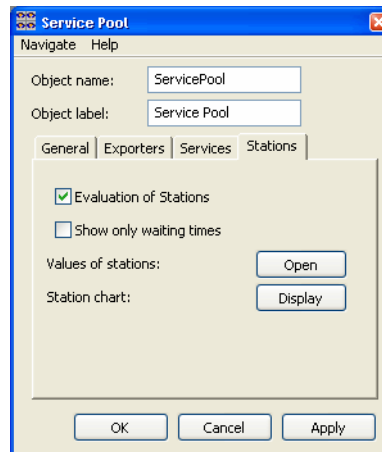 Service Pool
Navigate Help
Object name: ServicePool
Object label: Service Pool
General Exporters Services Stations
Evaluation of Stations
Show only waiting times
Values of stations: Open
Station chart: Display
OK Cancel Apply